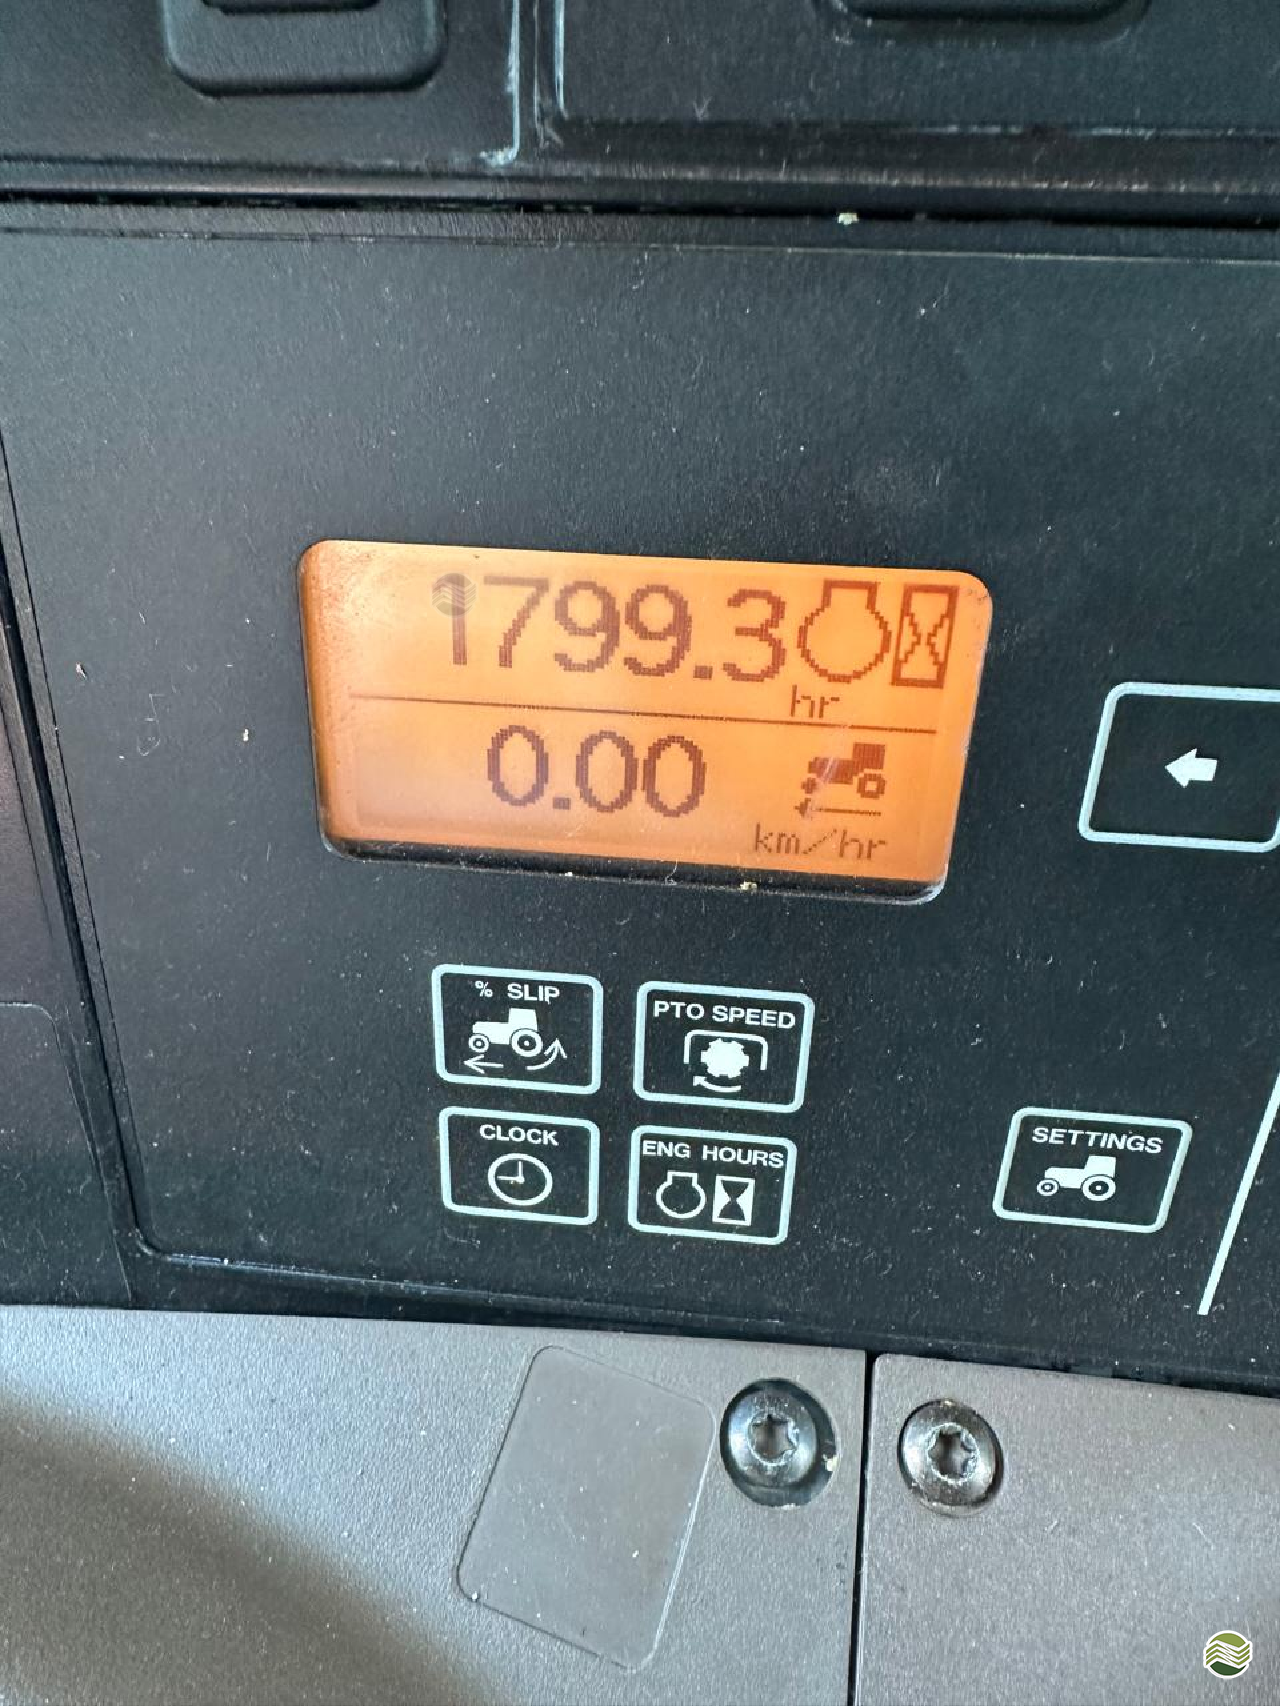 1799.3
hr
0.00
km/hr
% SLIP
PTO SPEED
CLOCK
ENG HOURS
SETTINGS